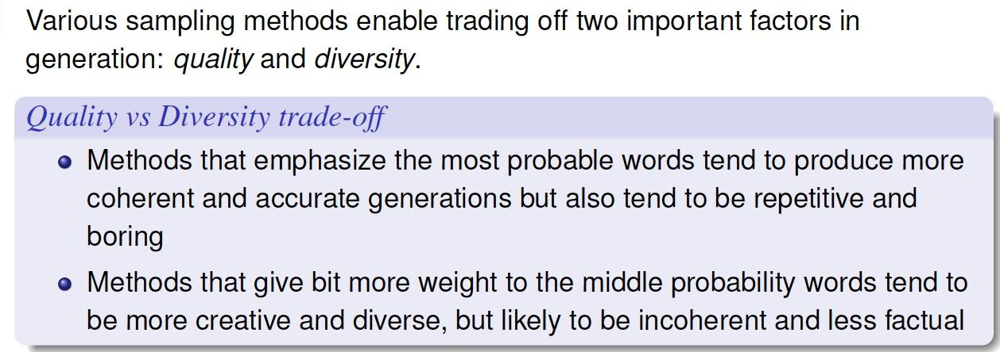 Various sampling methods enable trading off two important factors in
generation: quality and diversity.
Quality vs Diversity trade-off
Methods that emphasize the most probable words tend to produce more
coherent and accurate generations but also tend to be repetitive and
boring
Methods that give bit more weight to the middle probability words tend to
be more creative and diverse, but likely to be incoherent and less factual